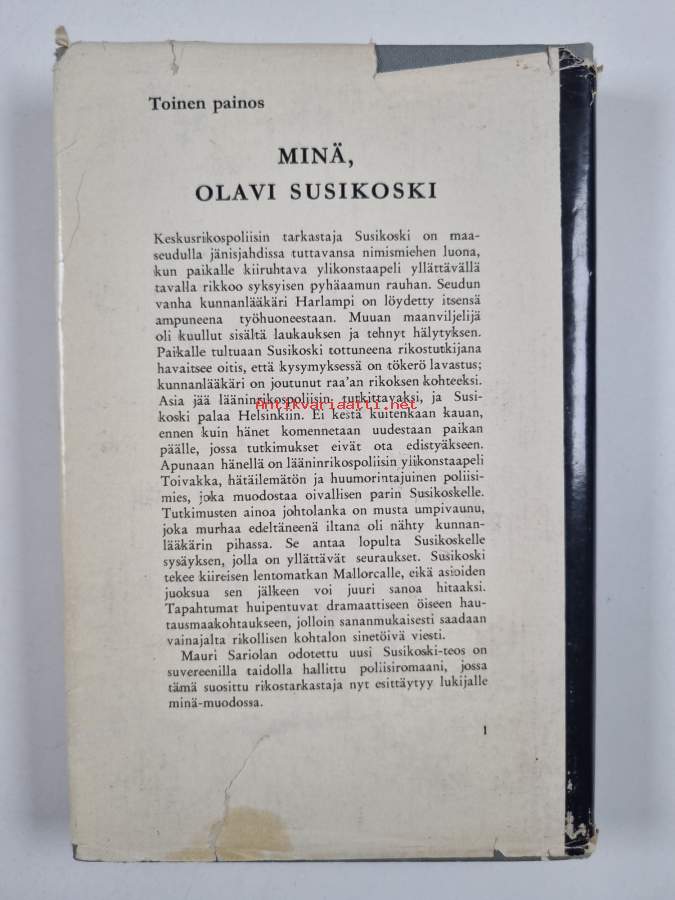 Toinen painos
MINÄ,
OLAVI SUSIKOSKI
Keskusrikospoliisin tarkastaja Susikoski on maa-
seudulla jänisjahdissa tuttavansa nimismiehen luona,
kun paikalle kiiruhtava ylikonstaapeli yllättävällä
tavalla rikkoo syksyisen pyhäaamun rauhan. Seudun
vanha kunnanlääkäri Harlampi on löydetty itsensä
ampuneena työhuoneestaan. Muuan maanviljelijä
oli kuullut sisältä laukauksen ja tehnyt hälytyksen.
Paikalle tultuaan Susikoski tottuneena rikostutkijana
havaitsee oitis, että kysymyksessä on tökerö lavastus;
kunnanlääkäri on joutunut raa'an rikoksen kohteeksi.
Asia jää lääninrikospoliisin tutkittavaksi, ja Susi-
koski palaa Helsinkiin. Ei kestä kuitenkaan kauan,
Antikvariaatti.net
ennen kuin hänet komennetaan uudestaan paikan
päälle, jossa tutkimukset eivät ota edistyäkseen.
Apunaan hänellä on lääninrikospoliisin ylikonstaapeli
Toivakka, hätäilemätön ja huumorintajuinen poliisi-
mies, joka muodostaa oivallisen parin Susikoskelle.
Tutkimusten ainoa johtolanka on musta umpivaunu,
joka murhaa edeltäneenä iltana oli nähty kunnan-
lääkärin pihassa. Se antaa lopulta Susikoskelle
sysäyksen, jolla on yllättävät seuraukset. Susikoski
tekee kiireisen lentomatkan Mallorcalle, eikä asioiden
juoksua sen jälkeen voi juuri sanoa hitaaksi.
Tapahtumat huipentuvat dramaattiseen öiseen hau-
tausmaakohtaukseen, jolloin sananmukaisesti saadaan
vainajalta rikollisen kohtalon sinetöivä viesti.
Mauri Sariolan odotettu uusi Susikoski-teos on
suvereenilla taidolla hallittu poliisiromaani, jossa
tämä suosittu rikostarkastaja nyt esittäytyy lukijalle
minä-muodossa.
1